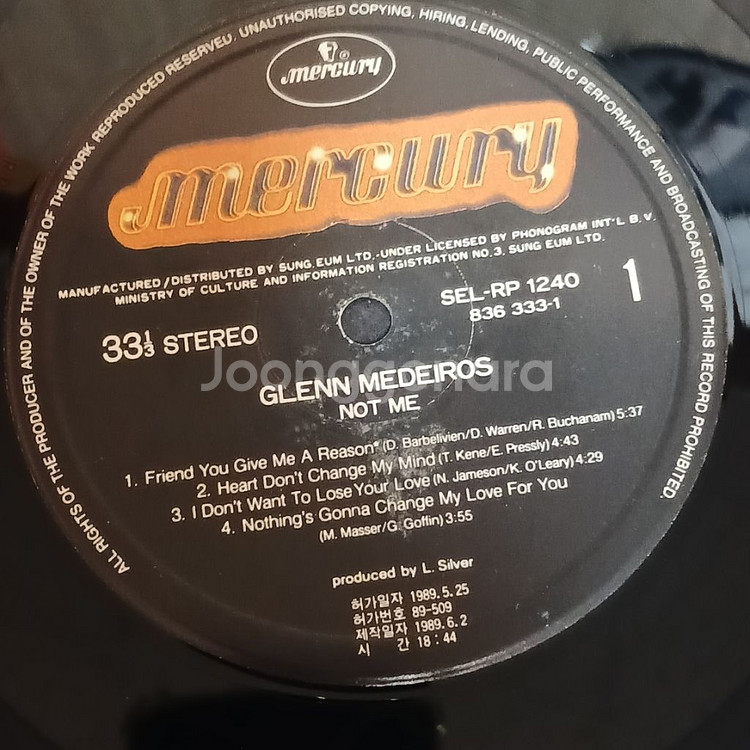 ALL RIGHTS OF THE PRODUCER AND OF THE OWNER OF THE WORK REPRODUCED RESERVED, UNAUTHORISED COPYING, HIRING, LENDING, PUBLIC PERFORMANCE AND BROADCASTING OF THIS RECORD PROHIBITED.
mercury
mercury
MANUFACTURED/DISTRIBUTED BY SUNG EUM LTD.-UNDER LICENSED BY PHONOGRAM INT'L B.V.
MINISTRY OF CULTURE AND INFORMATION REGISTRATION NO.3. SUNG EUM LTD.
SEL-RP 1240
836 333-1
1
33⅓ STEREO
Joonggonara
GLENN MEDEIROS
NOT ME
1. Friend You Give Me A Reason* (D. Barbelivien/D. Warren/R. Buchanam) 5:37
2. Heart Don't Change My Mind (T. Kene/E. Pressly) 4:43
3. I Don't Want To Lose Your Love (N. Jameson/K. O'Leary) 4:29
4. Nothing's Gonna Change My Love For You
(M. Masser/G. Goffin) 3:55
produced by L. Silver
허가일자 1989.5.25
허가번호 89-509
제작일자 1989.6.2
시 간 18:44